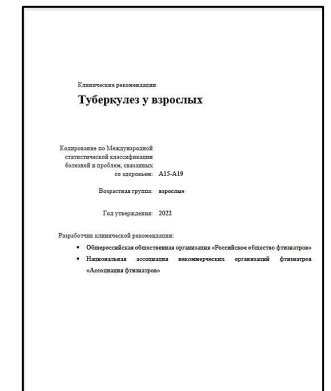 Клинические рекомендации
Туберкулез у взрослых
Кодирование по Международной
статистической классификации
болезней и проблем, связанных
со здоровьем: A15-A19
Возрастная группа: взрослые
Год утверждения: 2022
Разработчик клинической рекомендации:
• Общероссийская общественная организация «Российское общество фтизиатров»
• Национальная ассоциация некоммерческих организаций фтизиатров
«Ассоциация фтизиатров»